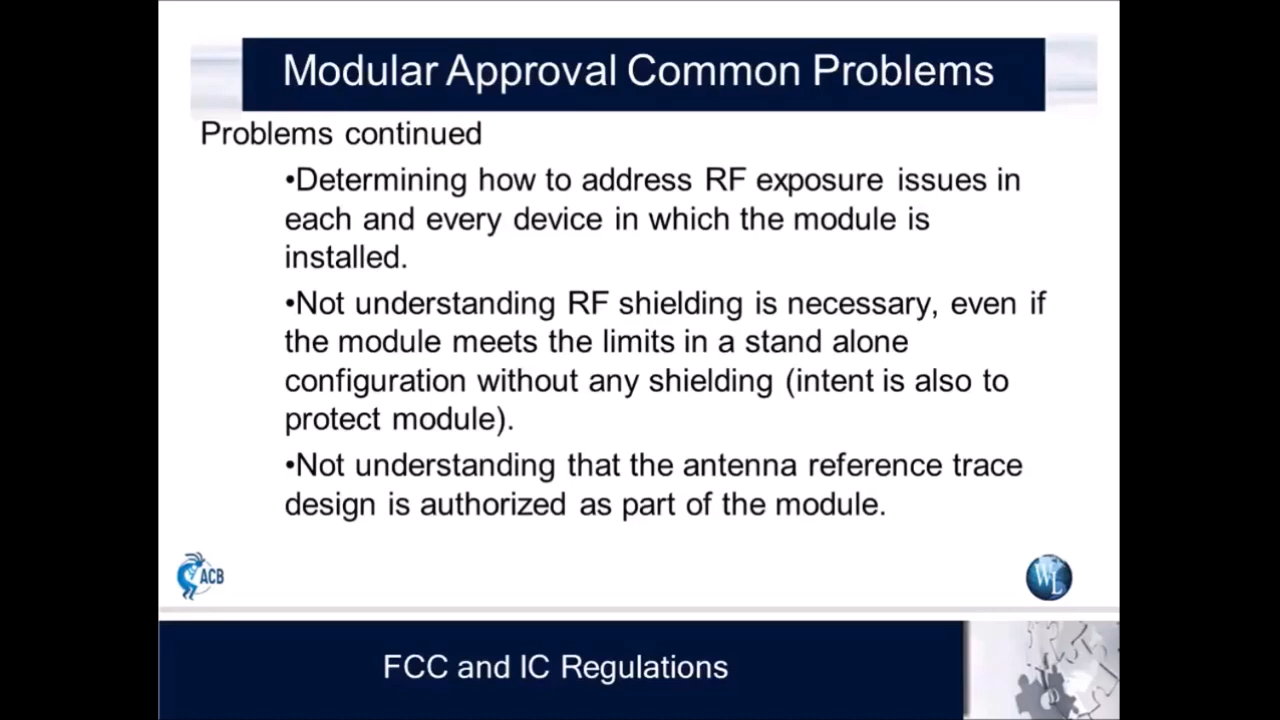 Modular Approval Common Problems
Problems continued
•Determining how to address RF exposure issues in
each and every device in which the module is
installed.
•Not understanding RF shielding is necessary, even if
the module meets the limits in a stand alone
configuration without any shielding (intent is also to
protect module).
•Not understanding that the antenna reference trace
design is authorized as part of the module.
ACB
WL
FCC and IC Regulations